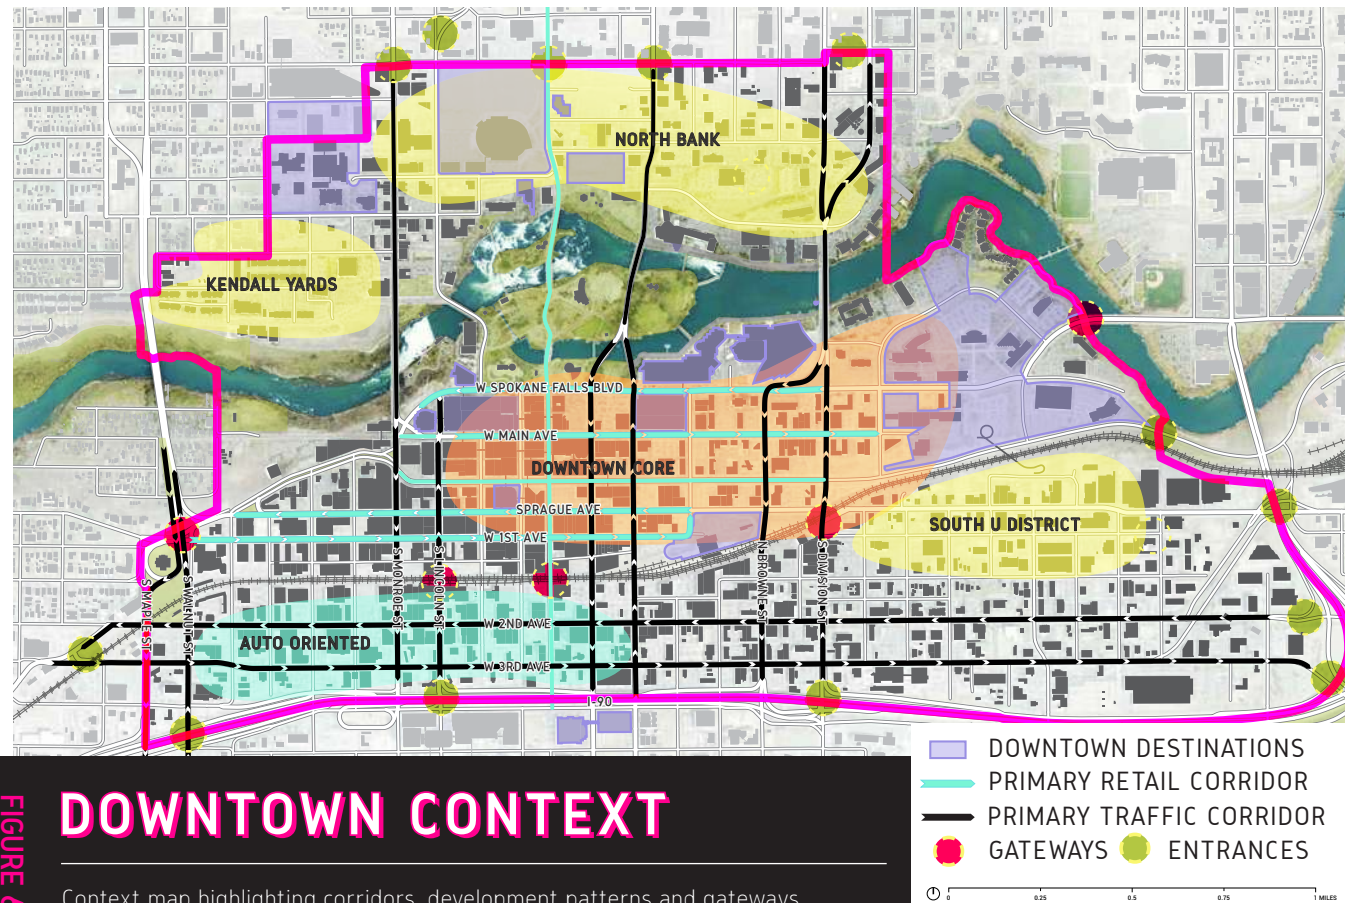 NORTH BANK
KENDALL YARDS
W SPOKANE FALLS BLVD
W MAIN AVE
DOWNTOWN CORE
SPRAGUE AVE
W 1ST AVE
SOUTH U DISTRICT
S MAPLE ST
S WALNUT ST
S MONROE ST
S LINCOLN ST
N BROWNE ST
S DIVISION ST
W 2ND AVE
AUTO ORIENTED
W 3RD AVE
I-90
DOWNTOWN DESTINATIONS
PRIMARY RETAIL CORRIDOR
PRIMARY TRAFFIC CORRIDOR
GATEWAYS
ENTRANCES
0 0.25 0.5 0.75 1 MILES
FIGURE
DOWNTOWN CONTEXT
Context map highlighting corridors, development patterns and gateways